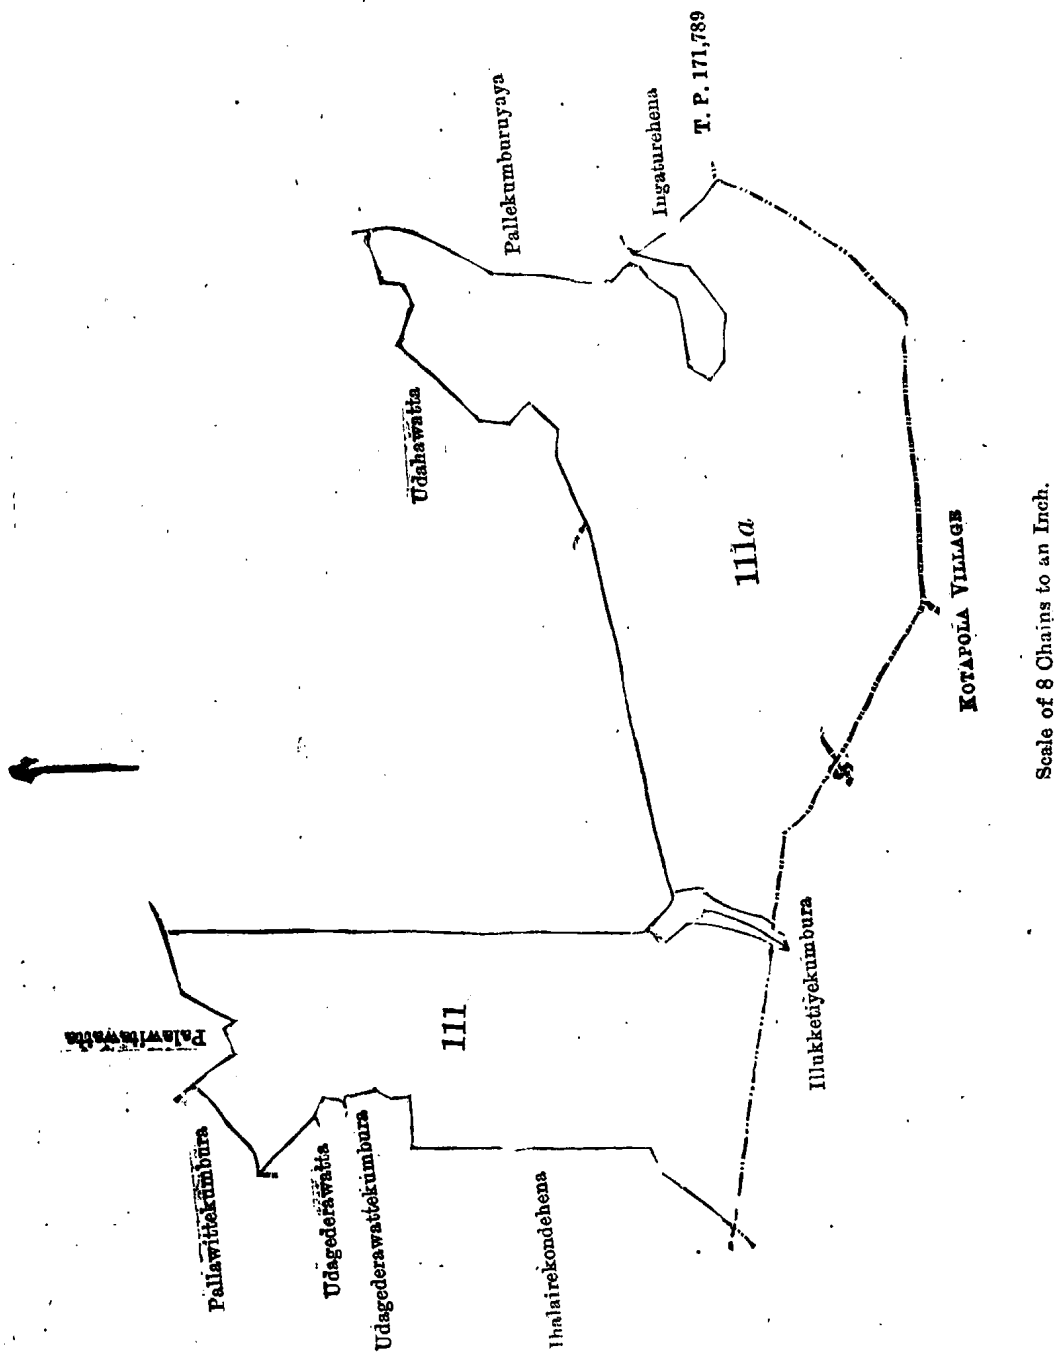 Palawitawatta
Pallawittekumbura
Udagederawatta
Udagederawattekumbura
Ihalairekondehena
111
Illukketiyekumbura
Udahawatta
Pallekumburuyaya
Ingaturehena
T. P. 171,789
111a
KOTAPOLA VILLAGE
Scale of 8 Chains to an Inch.